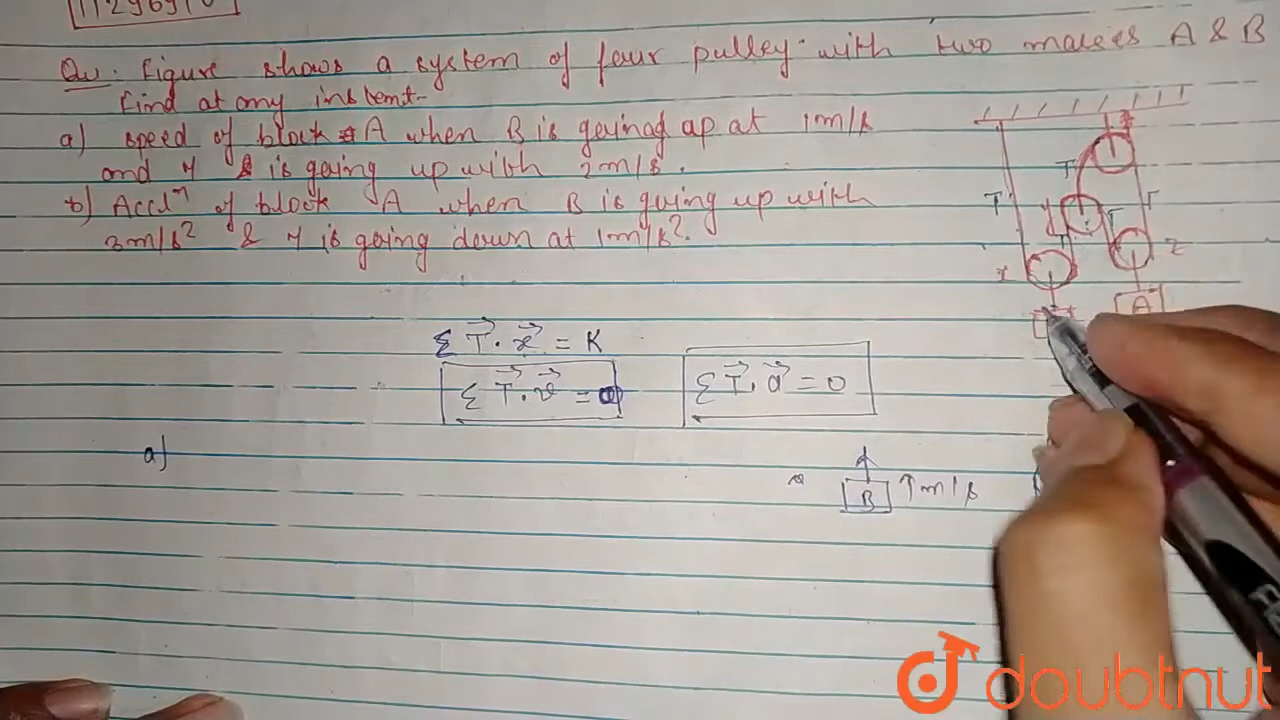 Qu. Figure shows a system of four pulley with two masses A & B
Find at any instent-
a) speed of block A when B is going up at 1m/s
and y is going up with 2m/s.
b) Accl^n of block A when B is going up with
3m/s² & y is going down at 1m/s².
T
T
y
T
T
x
z
A
Σ T⃗ · x⃗ = K
Σ T⃗ · v⃗ = 0
Σ T⃗ · a⃗ = 0
a)
B
1m/s
doubtnut